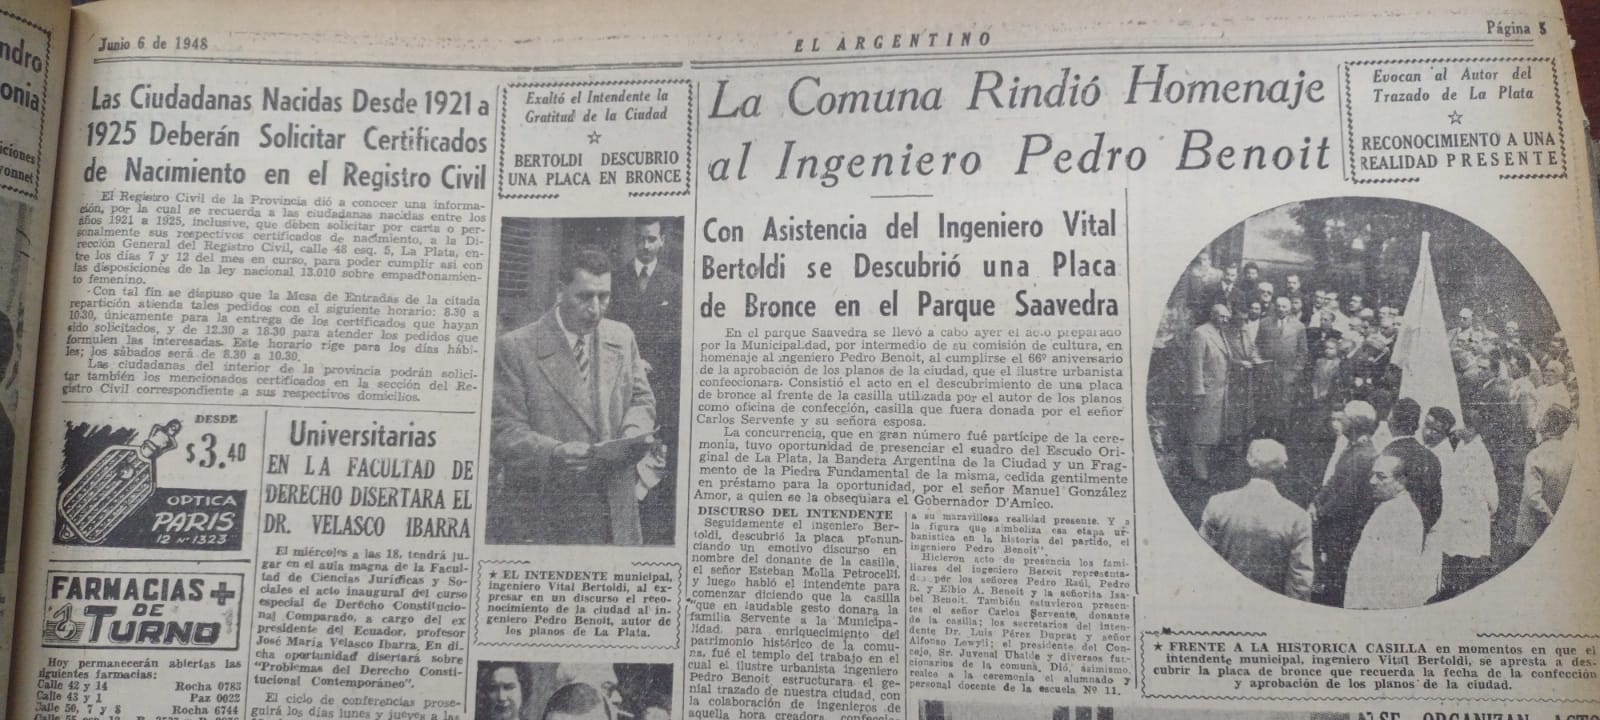 ndro
onia
iciones
vonnet
Junio 6 de 1948
EL ARGENTINO
Página 5
Las Ciudadanas Nacidas Desde 1921 a
1925 Deberán Solicitar Certificados
de Nacimiento en el Registro Civil
El Registro Civil de la Provincia dió a conocer una informa-
ción, por la cual se recuerda a las ciudadanas nacidas entre los
años 1921 a 1925, inclusive, que deben solicitar por carta o per-
sonalmente sus respectivos certificados de nacimiento, a la Di-
rección General del Registro Civil, calle 48 esq. 5, La Plata, en-
tre los días 7 y 12 del mes en curso, para poder cumplir así con
las disposiciones de la ley nacional 13.010 sobre empadronamien-
to femenino.
Con tal fin se dispuso que la Mesa de Entradas de la citada
repartición atienda tales pedidos con el siguiente horario: 8.30 a
10.30, únicamente para la entrega de los certificados que hayan
sido solicitados, y de 12.30 a 18.30 para atender los pedidos que
formulen las interesadas. Este horario rige para los días hábi-
les; los sábados será de 8.30 a 10.30.
Las ciudadanas del interior de la provincia podrán solici-
tar también los mencionados certificados en la sección del Re-
gistro Civil correspondiente a sus respectivos domicilios.
DESDE
$3.40
OPTICA
PARIS
12 Nº 1323
FARMACIAS
DE
TURNO
Hoy permanecerán abiertas las
siguientes farmacias:
Calle 42 y 14 Rocha 0783
Calle 43 y 1 Paz 0022
Calle 50, 7 y 8 Rocha 6744
Universitarias
EN LA FACULTAD DE
DERECHO DISERTARA EL
DR. VELASCO IBARRA
El miércoles a las 18, tendrá lu-
gar en el aula magna de la Facul-
tad de Ciencias Jurídicas y So-
ciales el acto inaugural del curso
especial de Derecho Constitucio-
nal Comparado, a cargo del ex
presidente del Ecuador, profesor
José María Velasco Ibarra. En di-
cha oportunidad disertará sobre
"Problemas del Derecho Consti-
tucional Contemporáneo".
El ciclo de conferencias prose-
guirá los días lunes y jueves a las
Exaltó el Intendente la
Gratitud de la Ciudad
BERTOLDI DESCUBRIO
UNA PLACA EN BRONCE
EL INTENDENTE municipal,
ingeniero Vital Bertoldi, al ex-
presar en un discurso el reco-
nocimiento de la ciudad al in-
geniero Pedro Benoit, autor de
los planos de La Plata.
La Comuna Rindió Homenaje
al Ingeniero Pedro Benoit
Evocan al Autor del
Trazado de La Plata
RECONOCIMIENTO A UNA
REALIDAD PRESENTE
Con Asistencia del Ingeniero Vital
Bertoldi se Descubrió una Placa
de Bronce en el Parque Saavedra
En el parque Saavedra se llevó a cabo ayer el acto preparado
por la Municipalidad, por intermedio de su comisión de cultura, en
homenaje al ingeniero Pedro Benoit, al cumplirse el 66º aniversario
de la aprobación de los planos de la ciudad, que el ilustre urbanista
confeccionara. Consistió el acto en el descubrimiento de una placa
de bronce al frente de la casilla utilizada por el autor de los planos
como oficina de confección, casilla que fuera donada por el señor
Carlos Servente y su señora esposa.
La concurrencia, que en gran número fué partícipe de la cere-
monia, tuvo oportunidad de presenciar el cuadro del Escudo Ori-
ginal de La Plata, la Bandera Argentina de la Ciudad y un Frag-
mento de la Piedra Fundamental de la misma, cedida gentilmente
en préstamo para la oportunidad, por el señor Manuel González
Amor, a quien se la obsequiara el Gobernador D'Amico.
DISCURSO DEL INTENDENTE
Seguidamente el ingeniero Ber-
toldi, descubrió la placa pronun-
ciando un emotivo discurso en
nombre del donante de la casilla,
el señor Esteban Molla Petrocelli,
y luego habló el intendente para
comenzar diciendo que la casilla
"que en laudable gesto donara la
familia Servente a la Municipa-
lidad, para enriquecimiento del
patrimonio histórico de la comu-
na, fué el templo del trabajo en el
cual el ilustre urbanista ingeniero
Pedro Benoit estructurara el ge-
nial trazado de nuestra ciudad, con
la colaboración de ingenieros de
aquella hora creadora,
a su maravillosa realidad presente. Y a
la figura que simboliza esa etapa ur-
banística en la historia del partido, el
ingeniero Pedro Benoit".
Hicieron acto de presencia los fami-
liares del ingeniero Benoit representa-
dos por los señores Pedro Raúl, Pedro
R. y Elbio A. Benoit y la señorita Isa-
bel Benoit. También estuvieron presen-
tes el señor Carlos Servente, donante
de la casilla; los secretarios del inten-
dente Dr. Luis Pérez Duprat y señor
Alfonso Lewyll; el presidente del Con-
cejo, Sr. Juvenal Uhalde y diversos fun-
cionarios de la comuna. Dió, asimismo,
realce a la ceremonia el alumnado y
personal docente de la escuela Nº 11.
FRENTE A LA HISTORICA CASILLA en momentos en que el
intendente municipal, ingeniero Vital Bertoldi, se apresta a des-
cubrir la placa de bronce que recuerda la fecha de la confección
y aprobación de los planos de la ciudad.